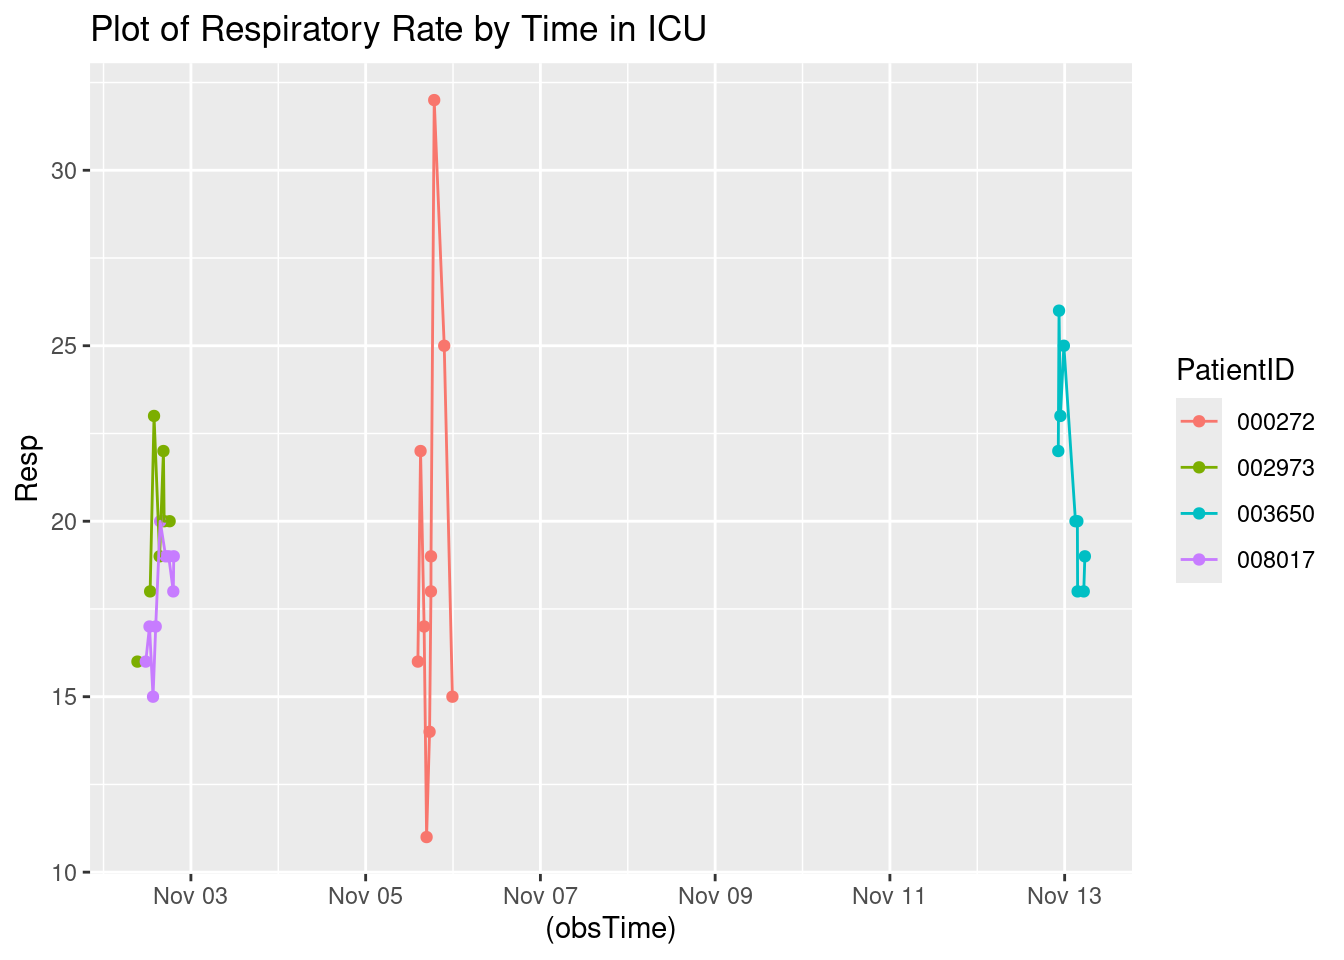 Plot of Respiratory Rate by Time in ICU
30
25
20
15
10
Resp
Nov 03 Nov 05 Nov 07 Nov 09 Nov 11 Nov 13
(obsTime)
PatientID
000272
002973
003650
008017